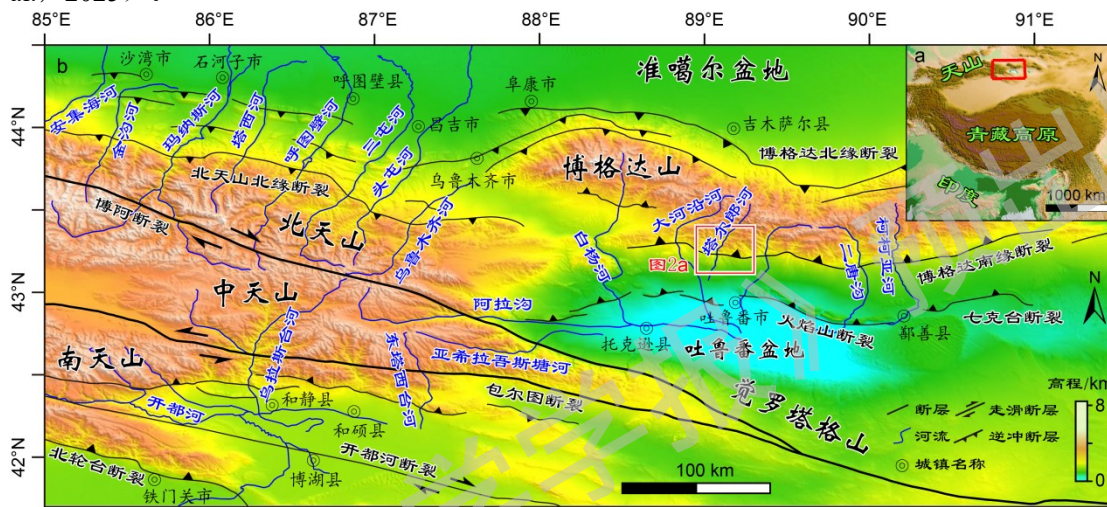 85°E 86°E 87°E 88°E 89°E 90°E 91°E
b
沙湾市
石河子市
呼图壁县
阜康市
准噶尔盆地
a
天山
N
青藏高原
印度
1000 km
44°N
43°N
42°N
安集海河
金沟河
玛纳斯河
塔西河
呼图壁河
三屯河
头屯河
昌吉市
吉木萨尔县
北天山北缘断裂
乌鲁木齐市
博格达山
博格达北缘断裂
博阿断裂
北天山
乌鲁木齐河
大河沿河
塔尔郎河
白杨河
图2a
二唐沟
柯柯亚河
博格达南缘断裂
中天山
阿拉沟
吐鲁番市
火焰山断裂
七克台断裂
鄯善县
托克逊县
吐鲁番盆地
N
南天山
乌拉斯台河
东塔西台河
亚希拉吾斯塘河
包尔图断裂
觉罗塔格山
开都河
和静县
和硕县
开都河断裂
北轮台断裂
博湖县
铁门关市
100 km
高程/km
8
0
断层
走滑断层
河流
逆冲断层
城镇名称